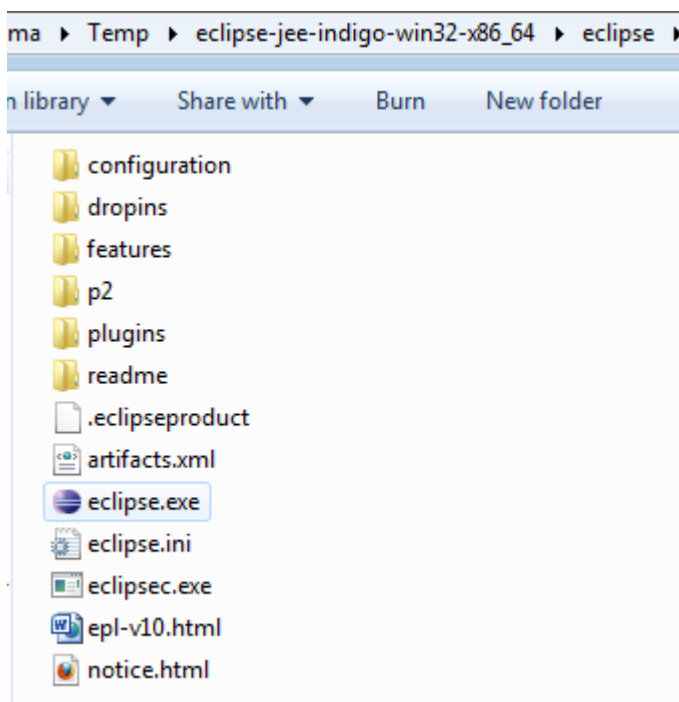 ma ▸ Temp ▸ eclipse-jee-indigo-win32-x86_64 ▸ eclipse ▸
n library ▾ Share with ▾ Burn New folder
configuration
dropins
features
p2
plugins
readme
.eclipseproduct
artifacts.xml
eclipse.exe
eclipse.ini
eclipsec.exe
epl-v10.html
notice.html